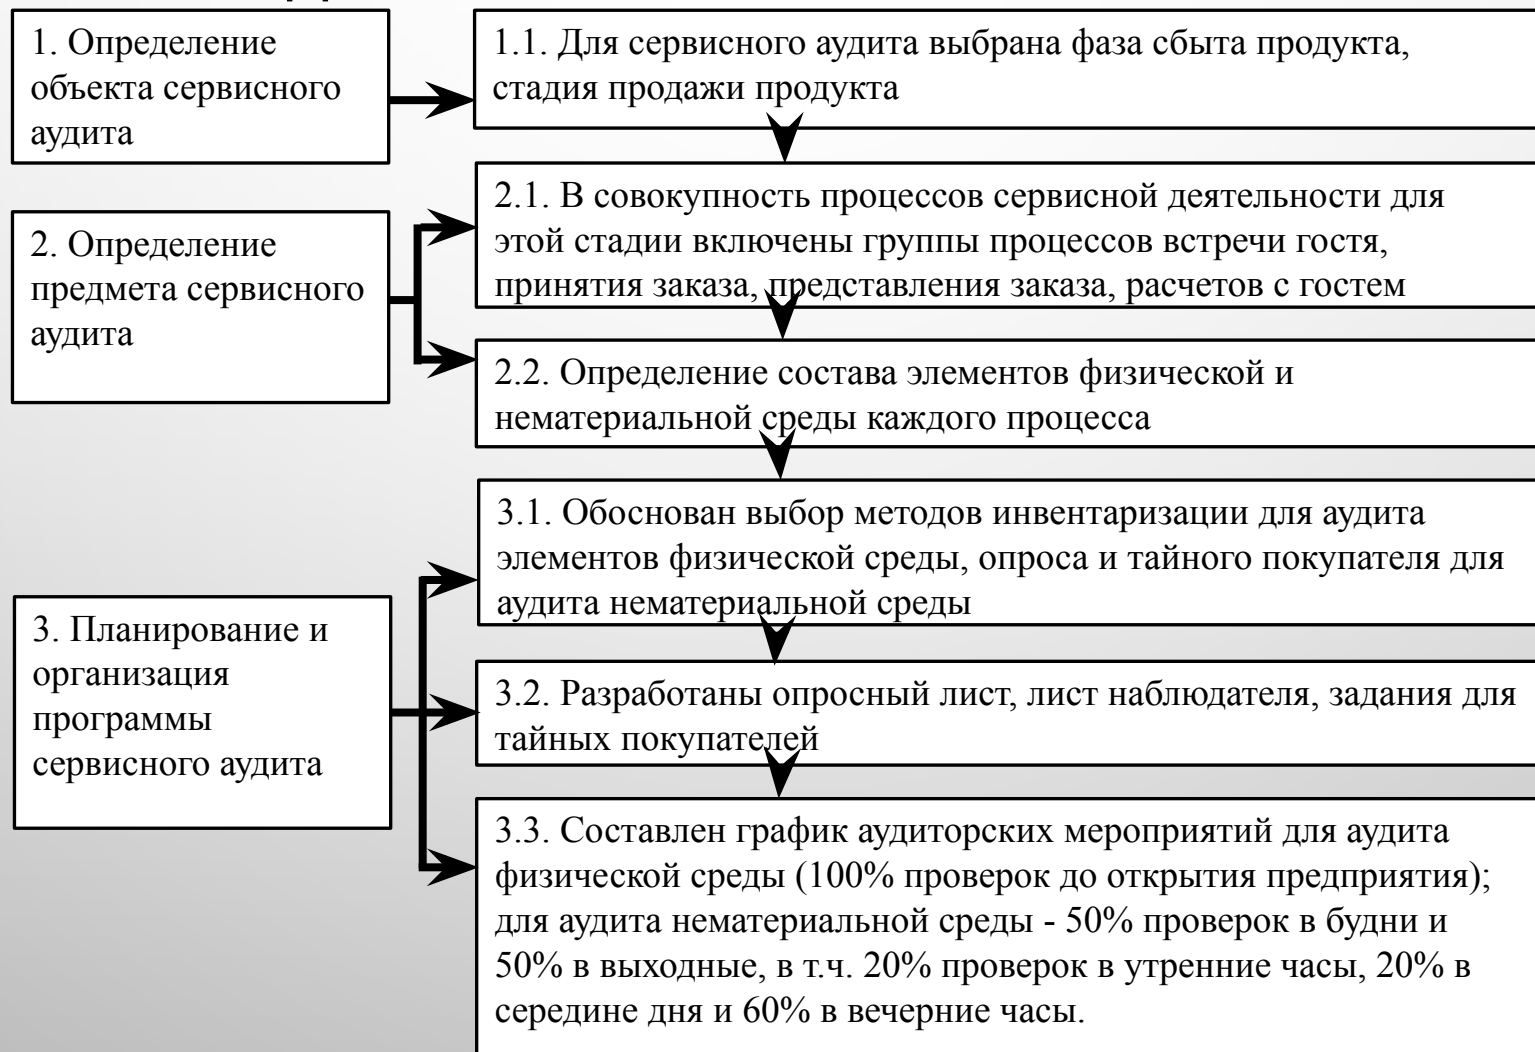 1. Определение
объекта сервисного
аудита
1.1. Для сервисного аудита выбрана фаза сбыта продукта,
стадия продажи продукта
2. Определение
предмета сервисного
аудита
2.1. В совокупность процессов сервисной деятельности для
этой стадии включены группы процессов встречи гостя,
принятия заказа, представления заказа, расчетов с гостем
2.2. Определение состава элементов физической и
нематериальной среды каждого процесса
3. Планирование и
организация
программы
сервисного аудита
3.1. Обоснован выбор методов инвентаризации для аудита
элементов физической среды, опроса и тайного покупателя для
аудита нематериальной среды
3.2. Разработаны опросный лист, лист наблюдателя, задания для
тайных покупателей
3.3. Составлен график аудиторских мероприятий для аудита
физической среды (100% проверок до открытия предприятия);
для аудита нематериальной среды - 50% проверок в будни и
50% в выходные, в т.ч. 20% проверок в утренние часы, 20% в
середине дня и 60% в вечерние часы.